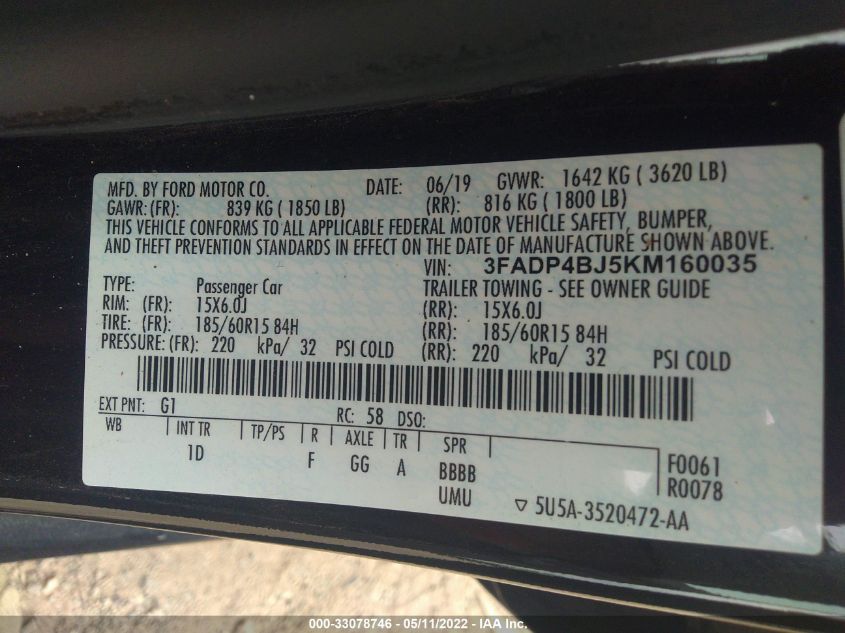 MFD. BY FORD MOTOR CO. DATE: 06/19 GVWR: 1642 KG ( 3620 LB)
GAWR: (FR): 839 KG ( 1850 LB) (RR): 816 KG ( 1800 LB)
THIS VEHICLE CONFORMS TO ALL APPLICABLE FEDERAL MOTOR VEHICLE SAFETY, BUMPER,
AND THEFT PREVENTION STANDARDS IN EFFECT ON THE DATE OF MANUFACTURE SHOWN ABOVE.
VIN: 3FADP4BJ5KM160035
TYPE: Passenger Car TRAILER TOWING - SEE OWNER GUIDE
RIM: (FR): 15X6.0J (RR): 15X6.0J
TIRE: (FR): 185/60R15 84H (RR): 185/60R15 84H
PRESSURE: (FR): 220 kPa/ 32 PSI COLD (RR): 220 kPa/ 32 PSI COLD
EXT PNT: G1 RC: 58 DSO:
WB INT TR TP/PS R AXLE TR SPR
1D F GG A BBBB
UMU
F0061
R0078
▽ 5U5A-3520472-AA
000-33078746 - 05/11/2022 - IAA Inc.